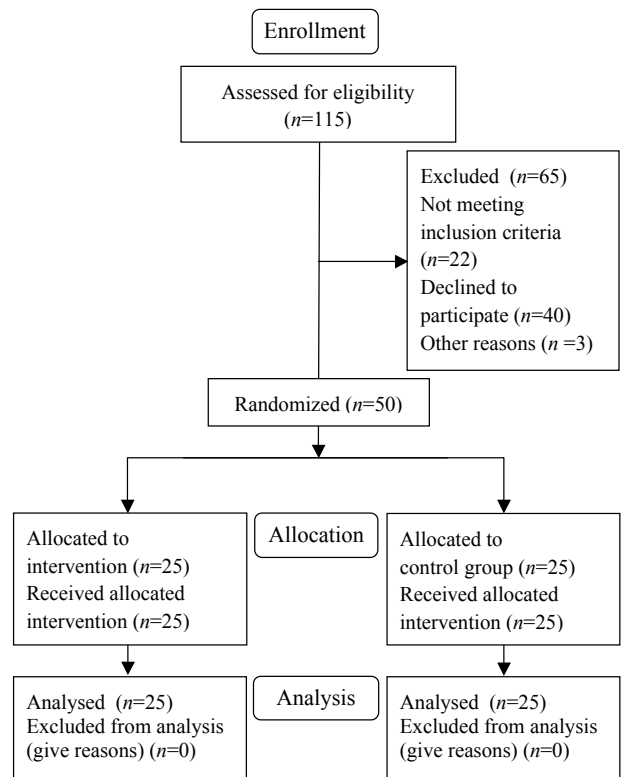 Enrollment
Assessed for eligibility
(n=115)
Excluded (n=65)
Not meeting
inclusion criteria
(n=22)
Declined to
participate (n=40)
Other reasons (n =3)
Randomized (n=50)
Allocation
Allocated to
intervention (n=25)
Received allocated
intervention (n=25)
Allocated to
control group (n=25)
Received allocated
intervention (n=25)
Analysis
Analysed (n=25)
Excluded from analysis
(give reasons) (n=0)
Analysed (n=25)
Excluded from analysis
(give reasons) (n=0)